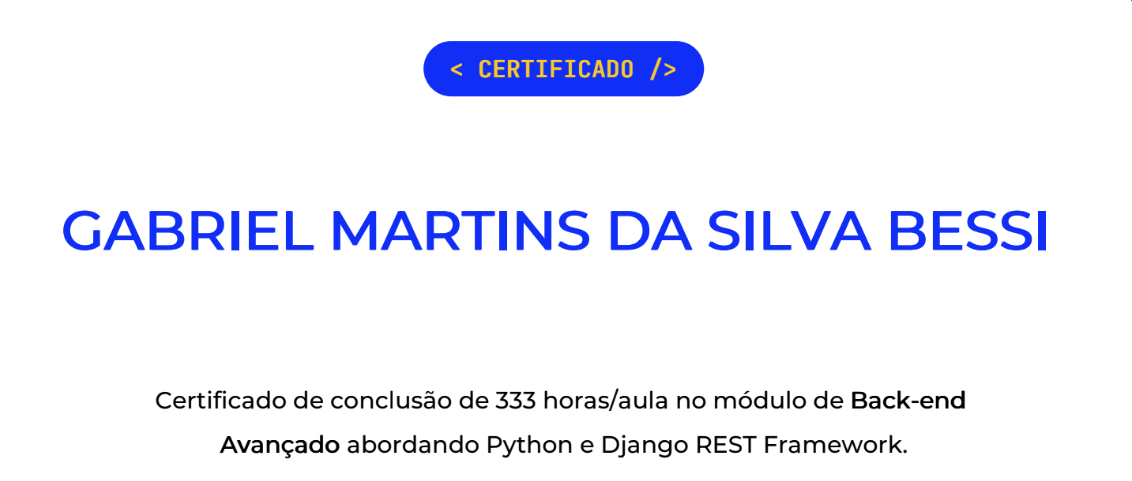 < CERTIFICADO />
GABRIEL MARTINS DA SILVA BESSI
Certificado de conclusão de 333 horas/aula no módulo de Back-end
Avançado abordando Python e Django REST Framework.